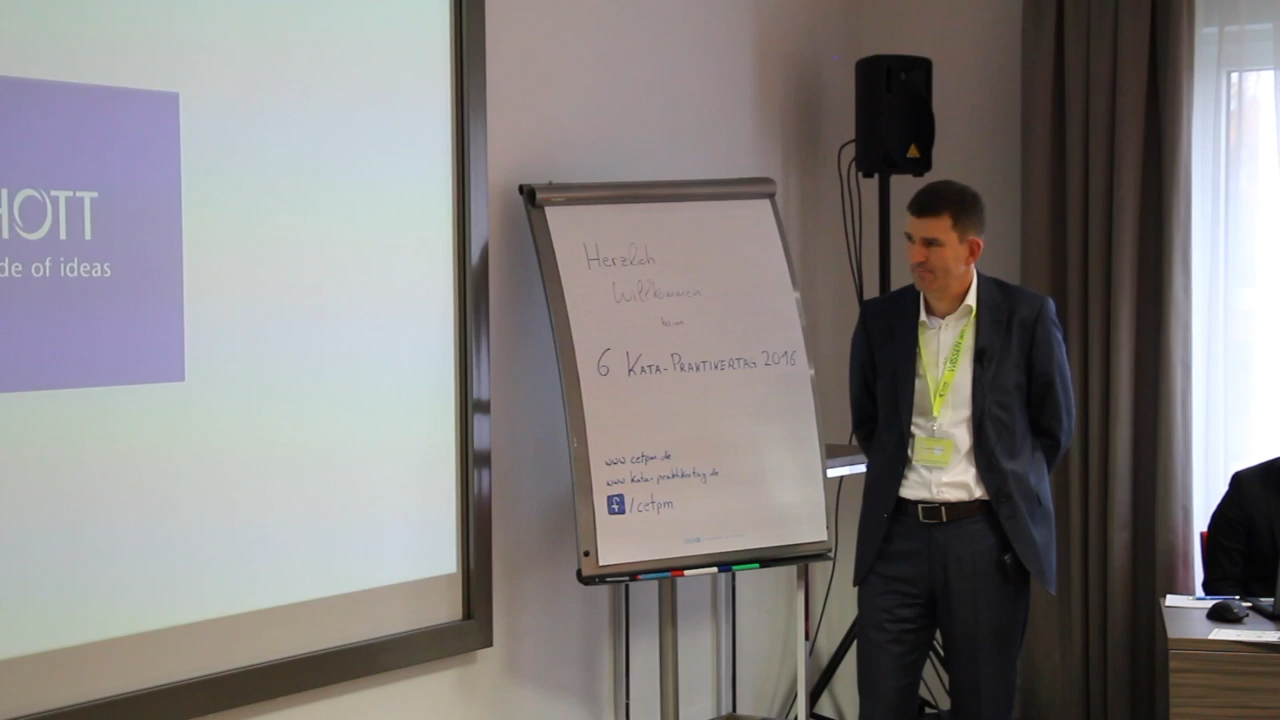 HOTT
de of ideas
Herzlich
Willkommen
beim
6 KATA-PRAKTIKERTAG 2016
www.cetpm.de
www.kata-praktikertag.de
f /cetpm
WISSEN